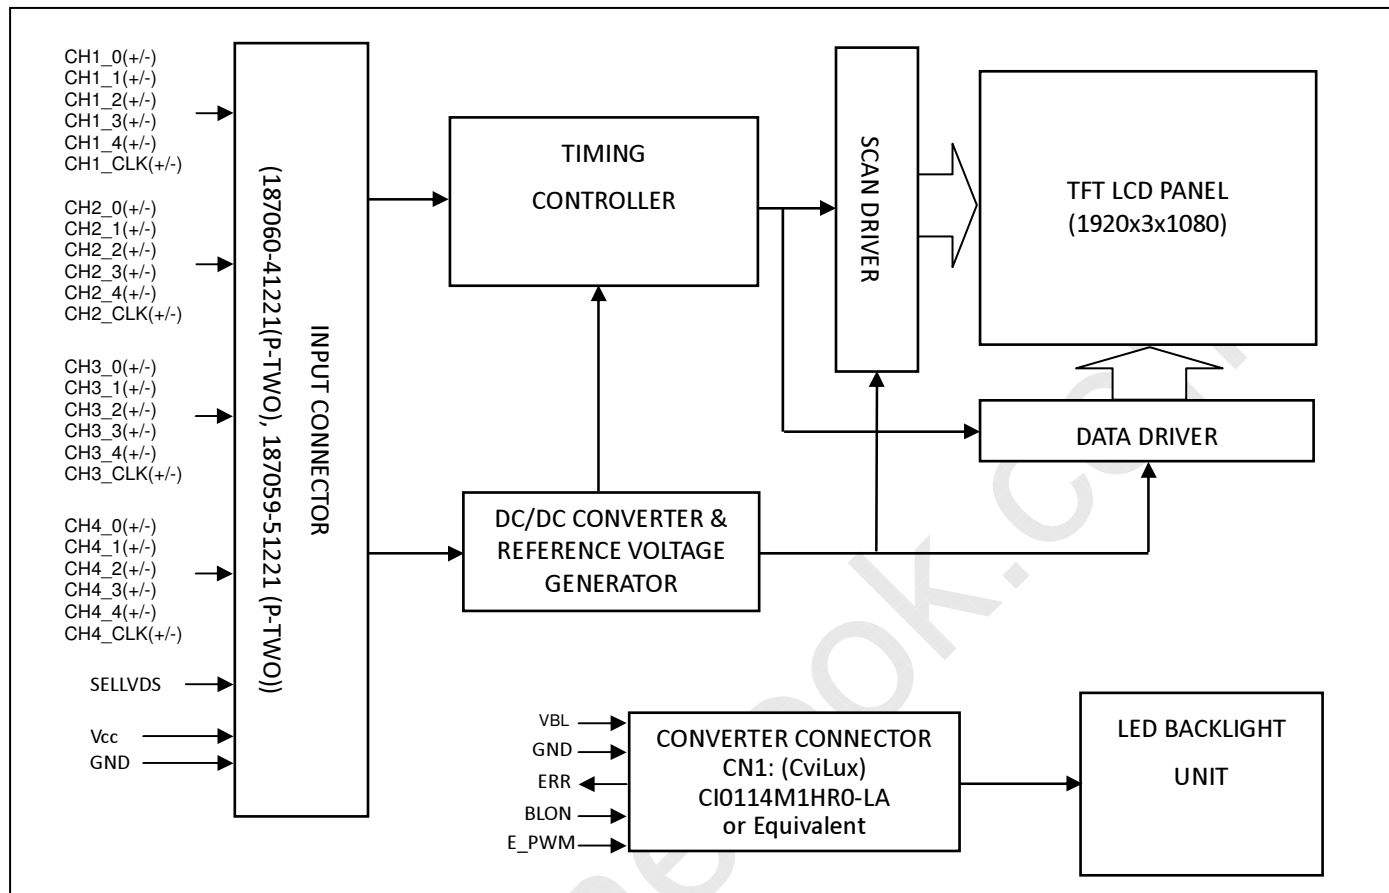 CH1_0(+/-)
CH1_1(+/-)
CH1_2(+/-)
CH1_3(+/-)
CH1_4(+/-)
CH1_CLK(+/-)
CH2_0(+/-)
CH2_1(+/-)
CH2_2(+/-)
CH2_3(+/-)
CH2_4(+/-)
CH2_CLK(+/-)
CH3_0(+/-)
CH3_1(+/-)
CH3_2(+/-)
CH3_3(+/-)
CH3_4(+/-)
CH3_CLK(+/-)
CH4_0(+/-)
CH4_1(+/-)
CH4_2(+/-)
CH4_3(+/-)
CH4_4(+/-)
CH4_CLK(+/-)
SELLVDS
Vcc
GND
INPUT CONNECTOR
(187060-41221(P-TWO), 187059-51221 (P-TWO))
TIMING
CONTROLLER
SCAN DRIVER
TFT LCD PANEL
(1920x3x1080)
DATA DRIVER
DC/DC CONVERTER &
REFERENCE VOLTAGE
GENERATOR
VBL
GND
ERR
BLON
E_PWM
CONVERTER CONNECTOR
CN1: (CviLux)
CI0114M1HR0-LA
or Equivalent
LED BACKLIGHT
UNIT